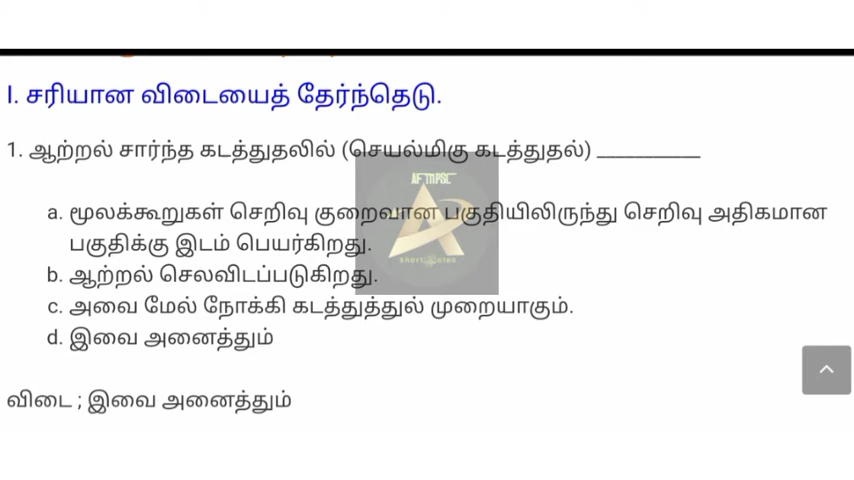 I. சரியான விடையைத் தேர்ந்தெடு.
1. ஆற்றல் சார்ந்த கடத்துதலில் (செயல்மிகு கடத்துதல்) ___________
a. மூலக்கூறுகள் செறிவு குறைவான பகுதியிலிருந்து செறிவு அதிகமான
பகுதிக்கு இடம் பெயர்கிறது.
b. ஆற்றல் செலவிடப்படுகிறது.
c. அவை மேல் நோக்கி கடத்துத்துல் முறையாகும்.
d. இவை அனைத்தும்
விடை ; இவை அனைத்தும்